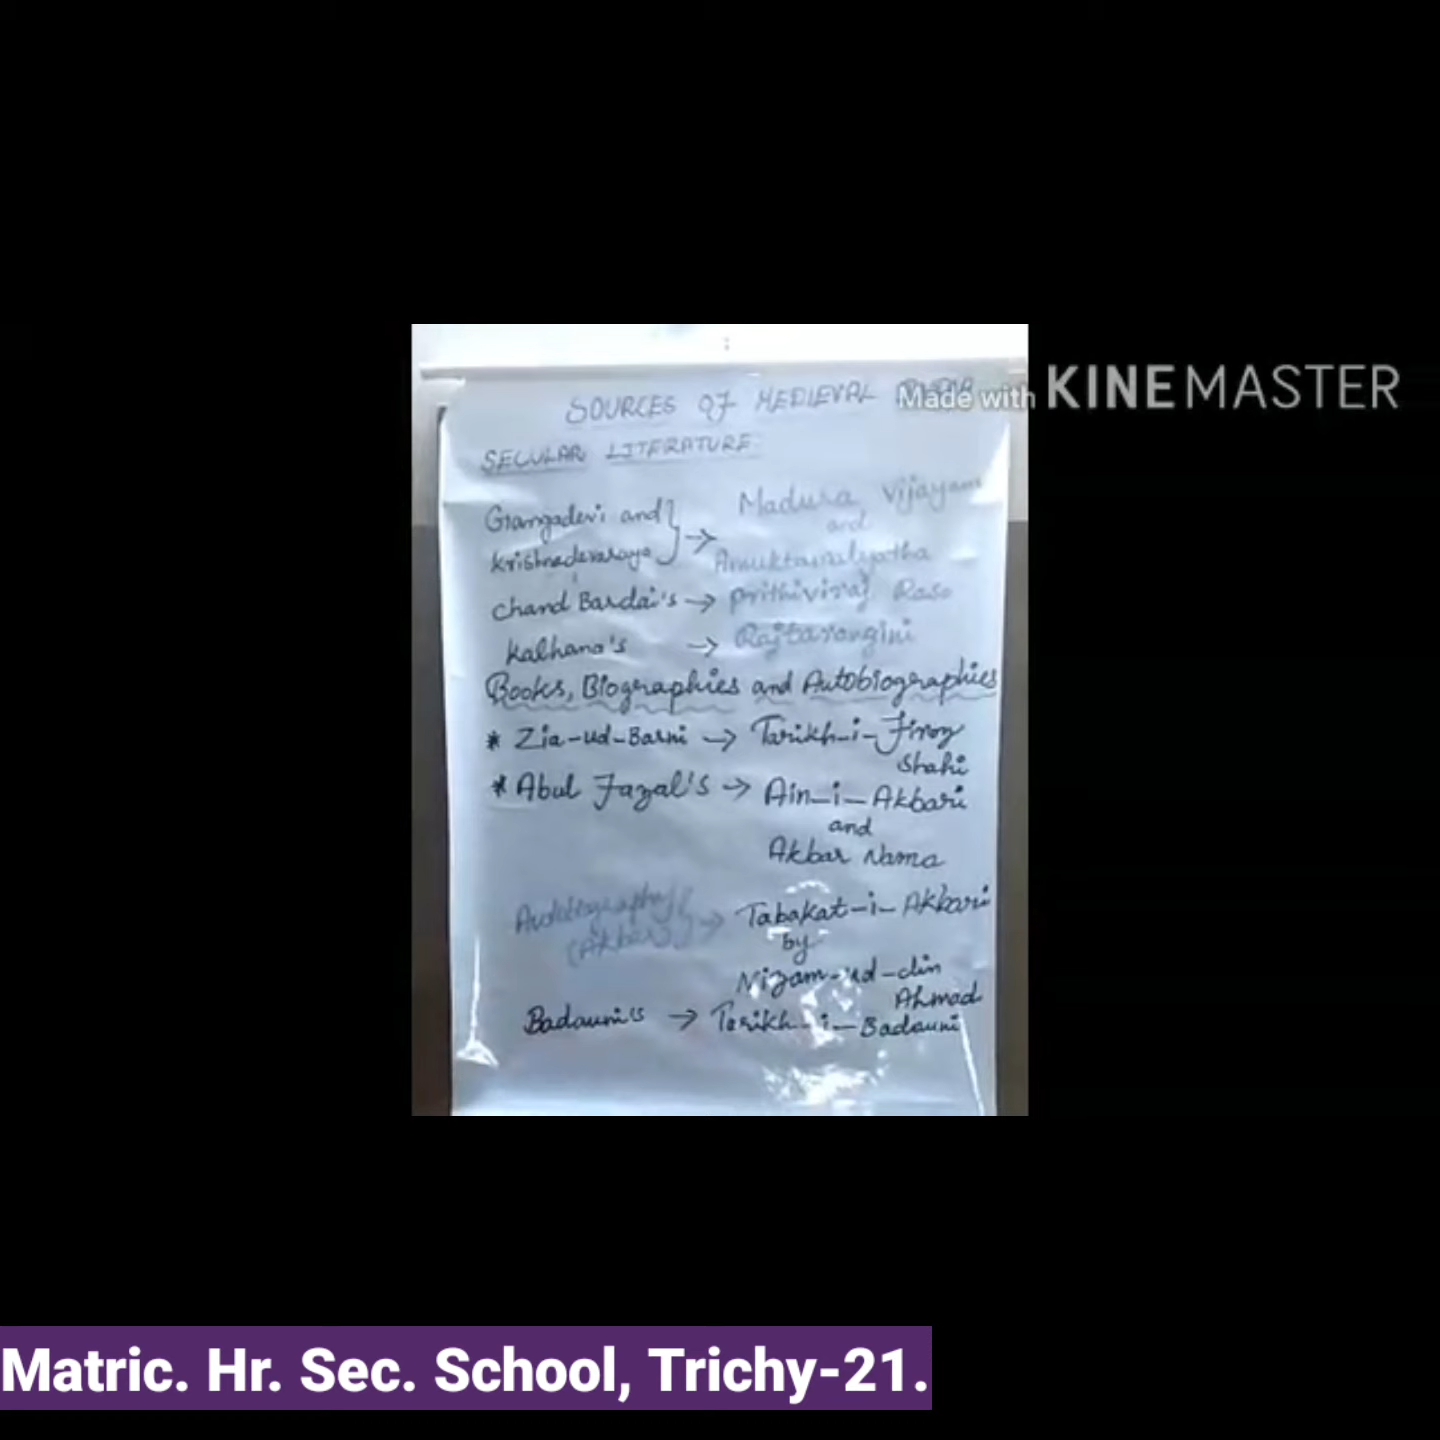 SOURCES OF MEDIEVAL
Made with KINEMASTER
SECULAR LITERATURE:
Gangadevi and } → Madura Vijayam
and
Krishnadevaraya Amuktamalyatha
Chand Bardai's → Prithiviraj Raso
Kalhana's → Rajtarangini
Books, Biographies and Autobiographies
* Zia-ud-Barni → Tarikh-i-Firoz
Shahi
* Abul Fazal's → Ain-i-Akbari
and
Akbar Nama
Autobiography } → Tabakat-i-Akbari
(Akbar) by
Nizam-ud-din
Ahmad
Badauni's → Tarikh-i-Badauni
Matric. Hr. Sec. School, Trichy-21.